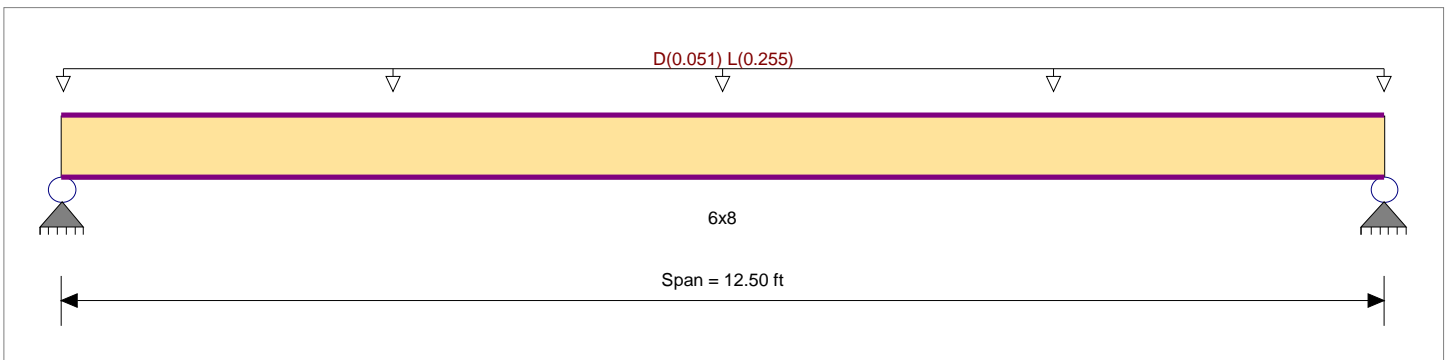 D(0.051) L(0.255)
6x8
Span = 12.50 ft